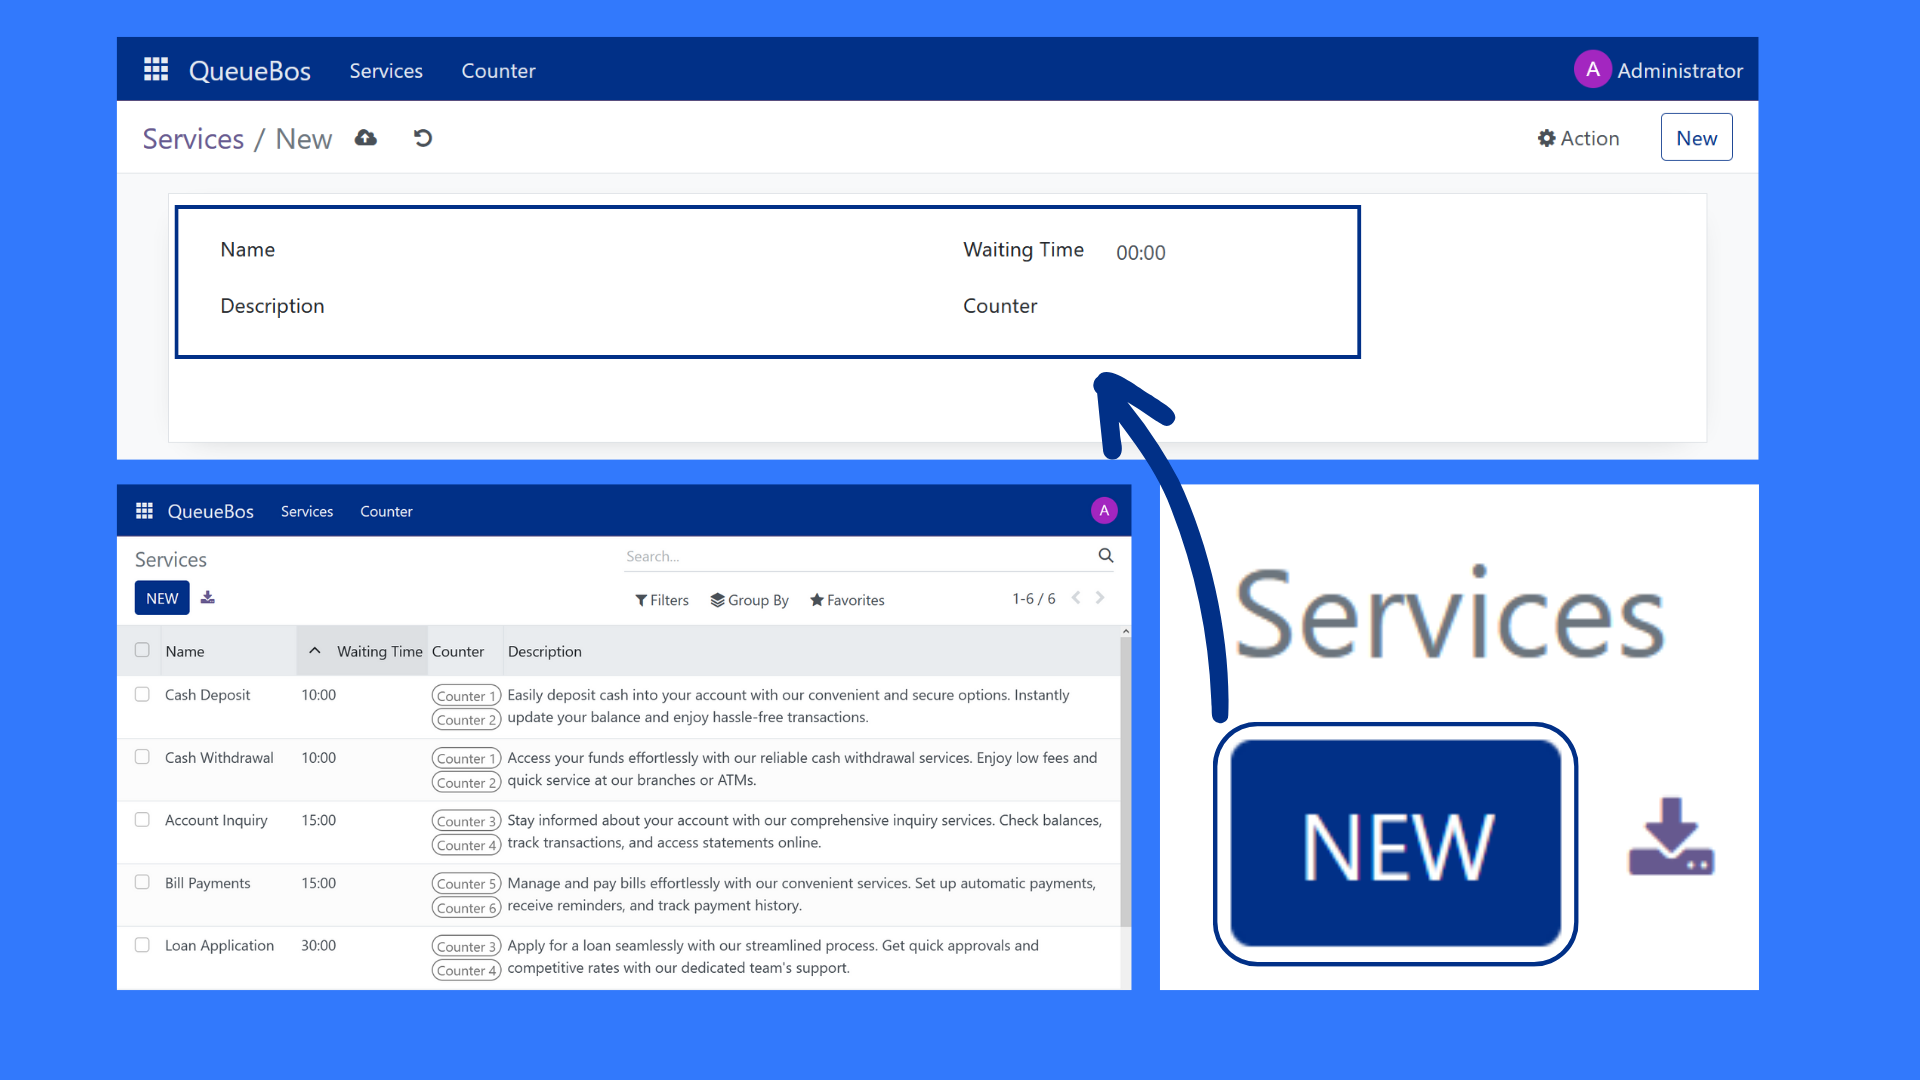 QueueBos Services Counter A Administrator
Services / New Action New
Name Waiting Time 00:00
Description Counter
QueueBos Services Counter A
Services Search...
NEW Filters Group By Favorites 1-6 / 6
Name Waiting Time Counter Description
Cash Deposit 10:00 Counter 1 Easily deposit cash into your account with our convenient and secure options. Instantly
Counter 2 update your balance and enjoy hassle-free transactions.
Cash Withdrawal 10:00 Counter 1 Access your funds effortlessly with our reliable cash withdrawal services. Enjoy low fees and
Counter 2 quick service at our branches or ATMs.
Account Inquiry 15:00 Counter 3 Stay informed about your account with our comprehensive inquiry services. Check balances,
Counter 4 track transactions, and access statements online.
Bill Payments 15:00 Counter 5 Manage and pay bills effortlessly with our convenient services. Set up automatic payments,
Counter 6 receive reminders, and track payment history.
Loan Application 30:00 Counter 3 Apply for a loan seamlessly with our streamlined process. Get quick approvals and
Counter 4 competitive rates with our dedicated team's support.
Services
NEW